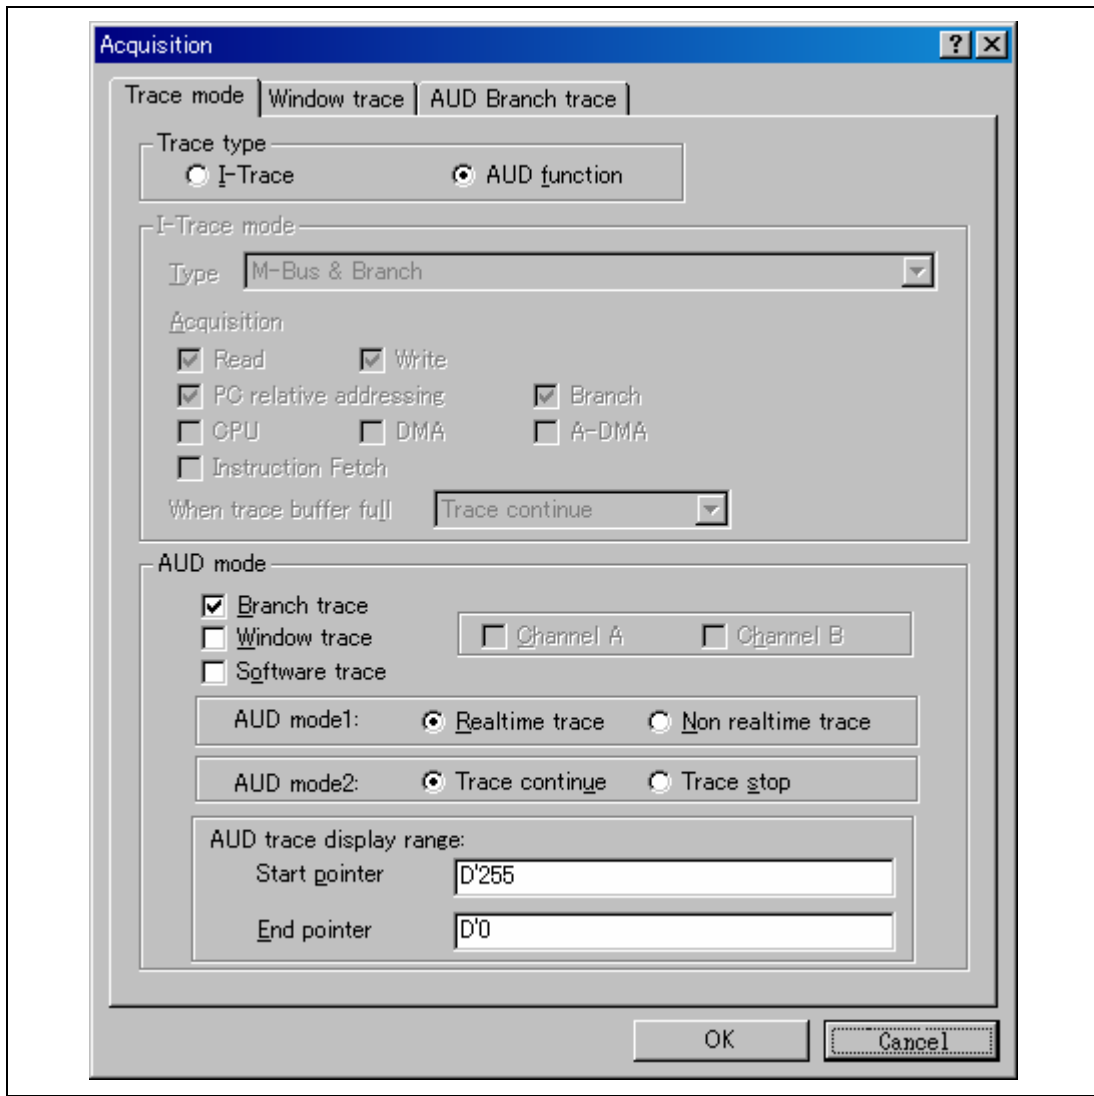 Acquisition
Trace mode Window trace AUD Branch trace
Trace type
I-Trace AUD function
I-Trace mode
Type M-Bus & Branch
Acquisition
Read Write
PC relative addressing Branch
CPU DMA A-DMA
Instruction Fetch
When trace buffer full Trace continue
AUD mode
Branch trace
Window trace Channel A Channel B
Software trace
AUD mode1: Realtime trace Non realtime trace
AUD mode2: Trace continue Trace stop
AUD trace display range:
Start pointer D'255
End pointer D'0
OK Cancel